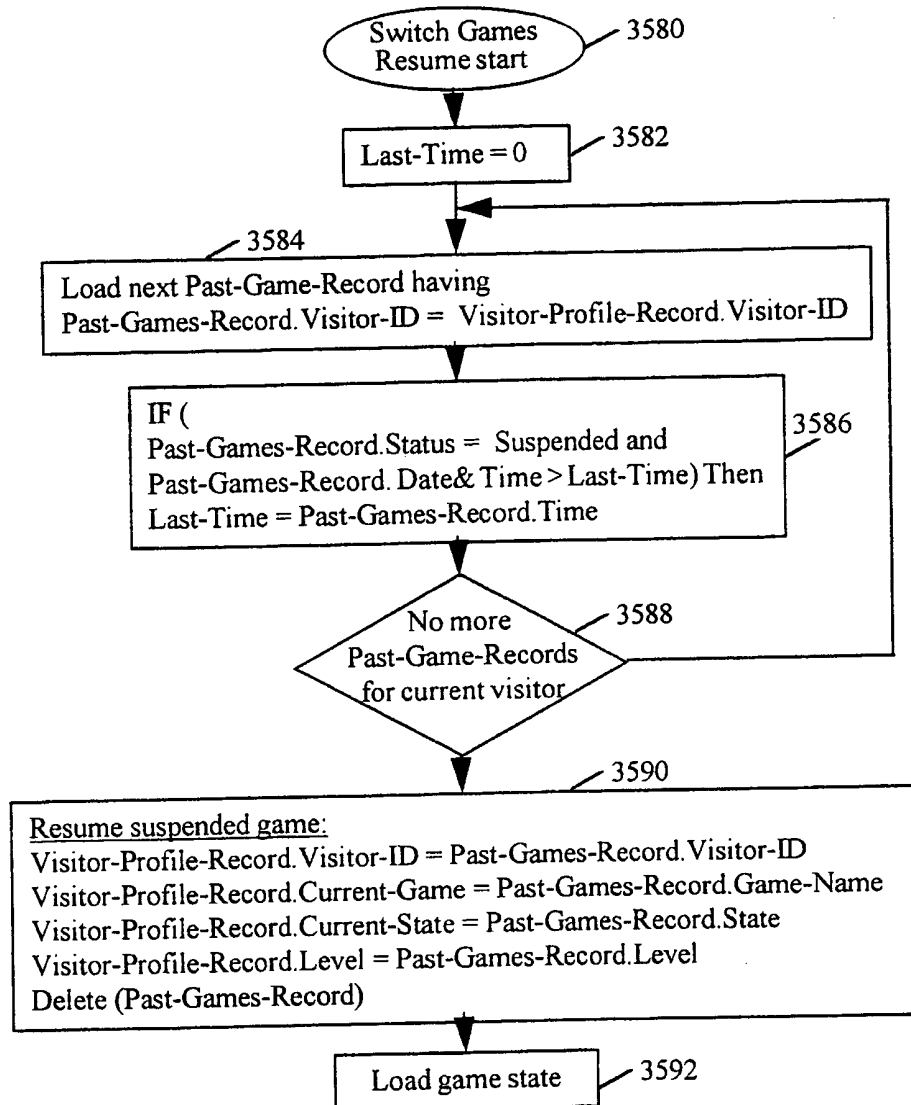 Switch Games
Resume start
3580
Last-Time = 0
3582
3584
Load next Past-Game-Record having
Past-Games-Record.Visitor-ID = Visitor-Profile-Record.Visitor-ID
IF (
Past-Games-Record.Status = Suspended and
Past-Games-Record. Date& Time > Last-Time) Then
Last-Time = Past-Games-Record.Time
3586
No more
Past-Game-Records
for current visitor
3588
3590
Resume suspended game:
Visitor-Profile-Record.Visitor-ID = Past-Games-Record.Visitor-ID
Visitor-Profile-Record.Current-Game = Past-Games-Record.Game-Name
Visitor-Profile-Record.Current-State = Past-Games-Record.State
Visitor-Profile-Record.Level = Past-Games-Record.Level
Delete (Past-Games-Record)
Load game state
3592